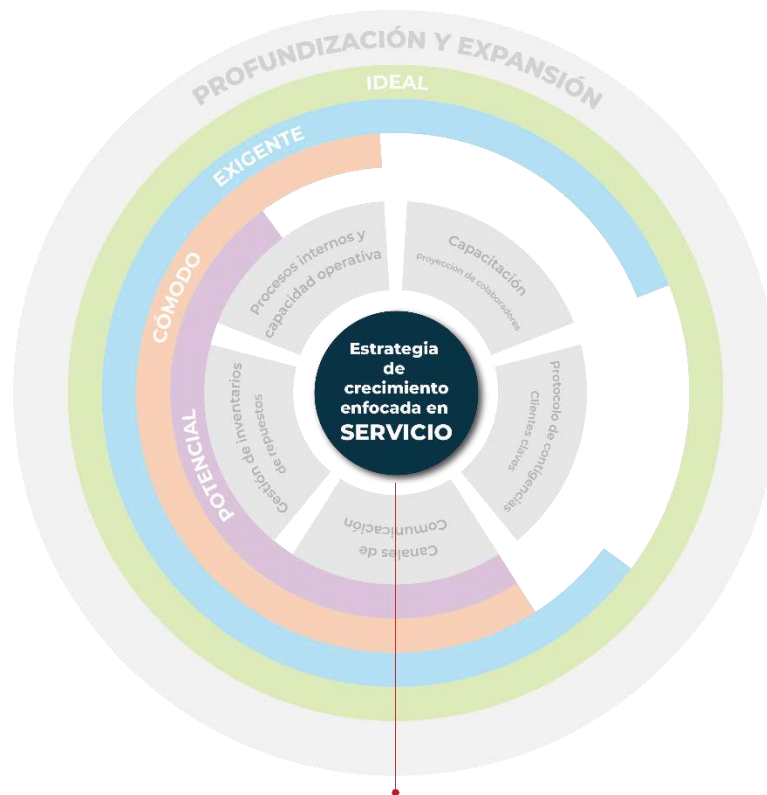 PROFUNDIZACIÓN Y EXPANSIÓN
IDEAL
EXIGENTE
CÓMODO
POTENCIAL
Procesos internos y
capacidad operativa
Capacitación
Proyección de colaboradores
Protocolo de contigencias
Clientes claves
Canales de
Comunicación
Gestión de inventarios
de repuestos
Estrategia
de
crecimiento
enfocada en
SERVICIO